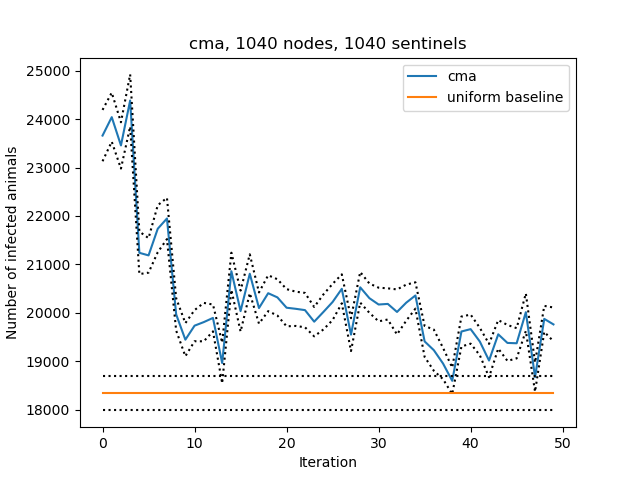 cma, 1040 nodes, 1040 sentinels
cma
uniform baseline
Number of infected animals
25000
24000
23000
22000
21000
20000
19000
18000
0 10 20 30 40 50
Iteration